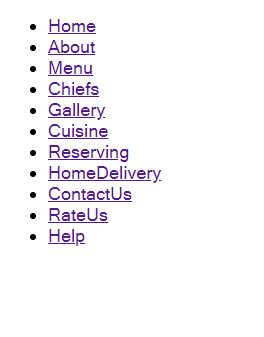 Home
About
Menu
Chiefs
Gallery
Cuisine
Reserving
HomeDelivery
ContactUs
RateUs
Help